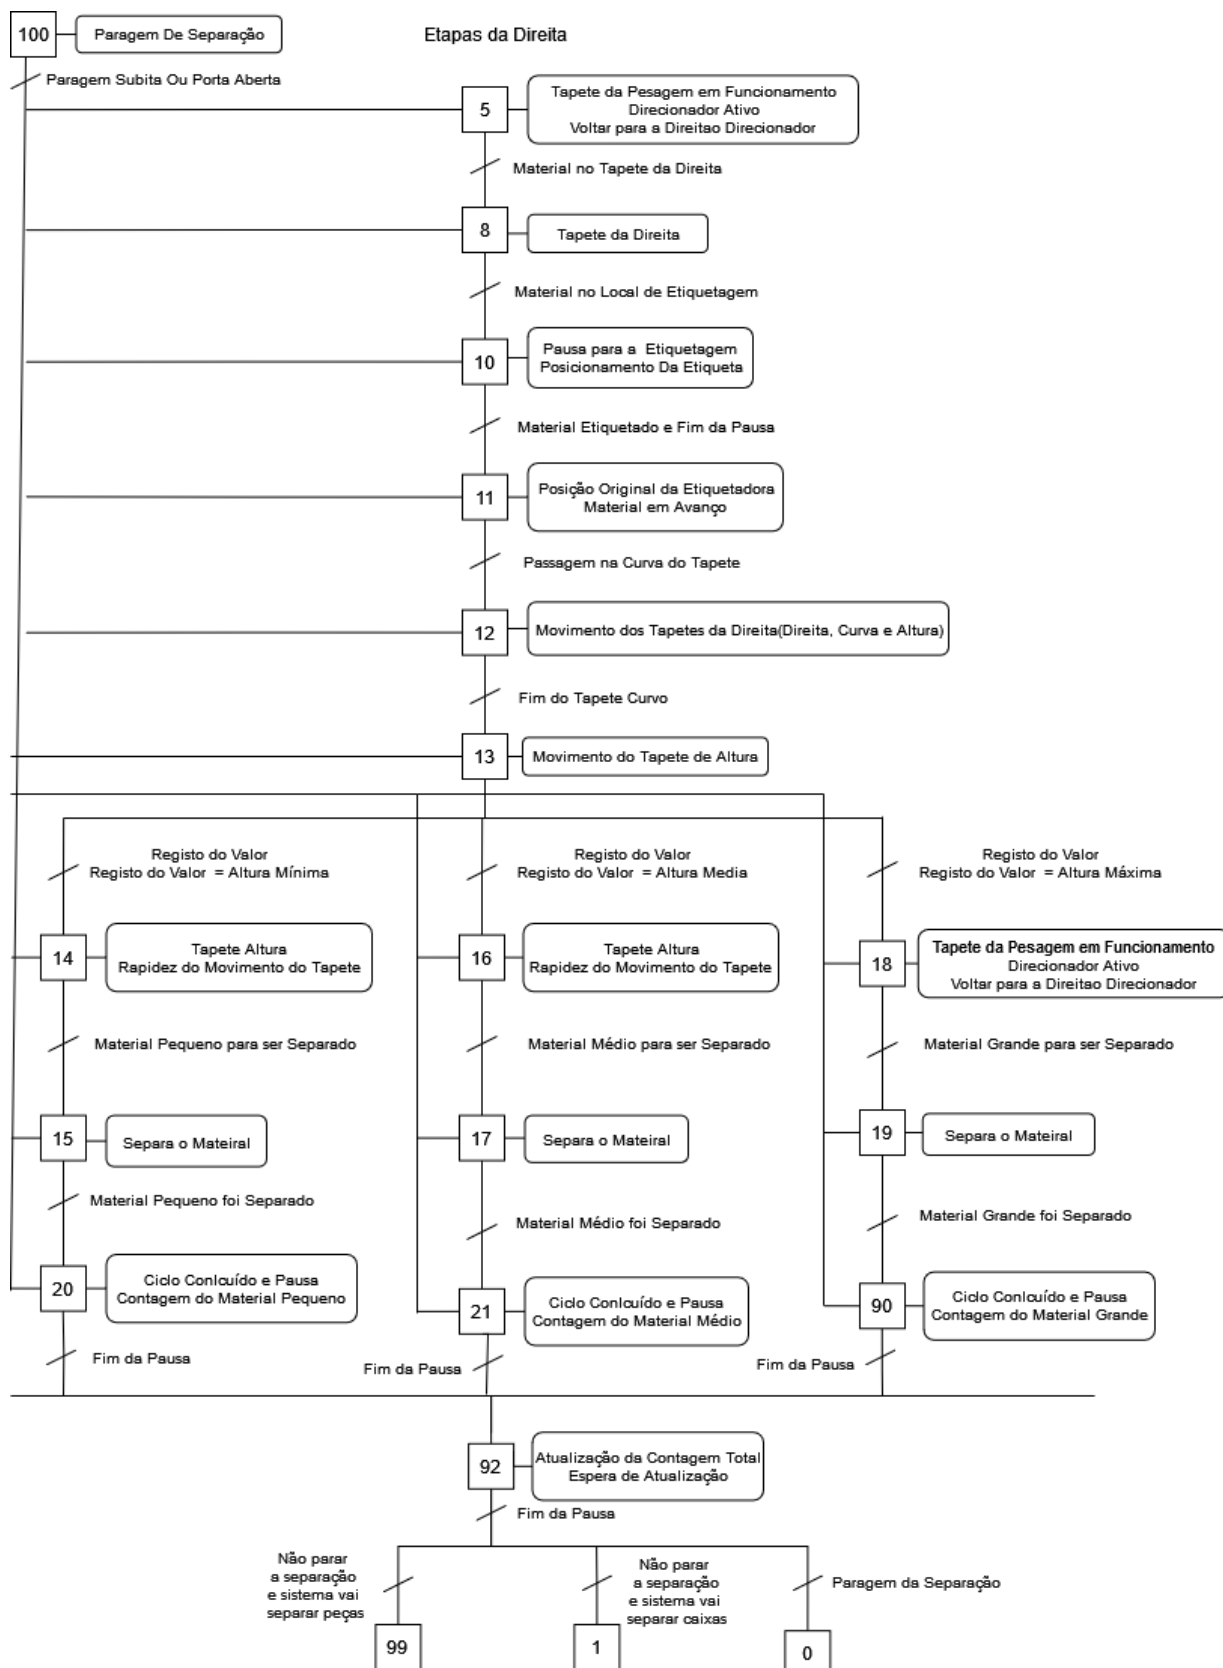 100
Paragem De Separação
Etapas da Direita
Paragem Subita Ou Porta Aberta
5
Tapete da Pesagem em Funcionamento
Direcionador Ativo
Voltar para a Direitao Direcionador
Material no Tapete da Direita
8
Tapete da Direita
Material no Local de Etiquetagem
10
Pausa para a Etiquetagem
Posicionamento Da Etiqueta
Material Etiquetado e Fim da Pausa
11
Posição Original da Etiquetadora
Material em Avanço
Passagem na Curva do Tapete
12
Movimento dos Tapetes da Direita(Direita, Curva e Altura)
Fim do Tapete Curvo
13
Movimento do Tapete de Altura
Registo do Valor
Registo do Valor = Altura Mínima
Registo do Valor
Registo do Valor = Altura Media
Registo do Valor
Registo do Valor = Altura Máxima
14
Tapete Altura
Rapidez do Movimento do Tapete
16
Tapete Altura
Rapidez do Movimento do Tapete
18
Tapete da Pesagem em Funcionamento
Direcionador Ativo
Voltar para a Direitao Direcionador
Material Pequeno para ser Separado
Material Médio para ser Separado
Material Grande para ser Separado
15
Separa o Mateiral
17
Separa o Mateiral
19
Separa o Mateiral
Material Pequeno foi Separado
Material Médio foi Separado
Material Grande foi Separado
20
Ciclo Conlcuído e Pausa
Contagem do Material Pequeno
21
Ciclo Conlcuído e Pausa
Contagem do Material Médio
90
Ciclo Conlcuído e Pausa
Contagem do Material Grande
Fim da Pausa
Fim da Pausa
Fim da Pausa
92
Atualização da Contagem Total
Espera de Atualização
Fim da Pausa
Não parar
a separação
e sistema vai
separar peças
Não parar
a separação
e sistema vai
separar caixas
Paragem da Separação
99
1
0